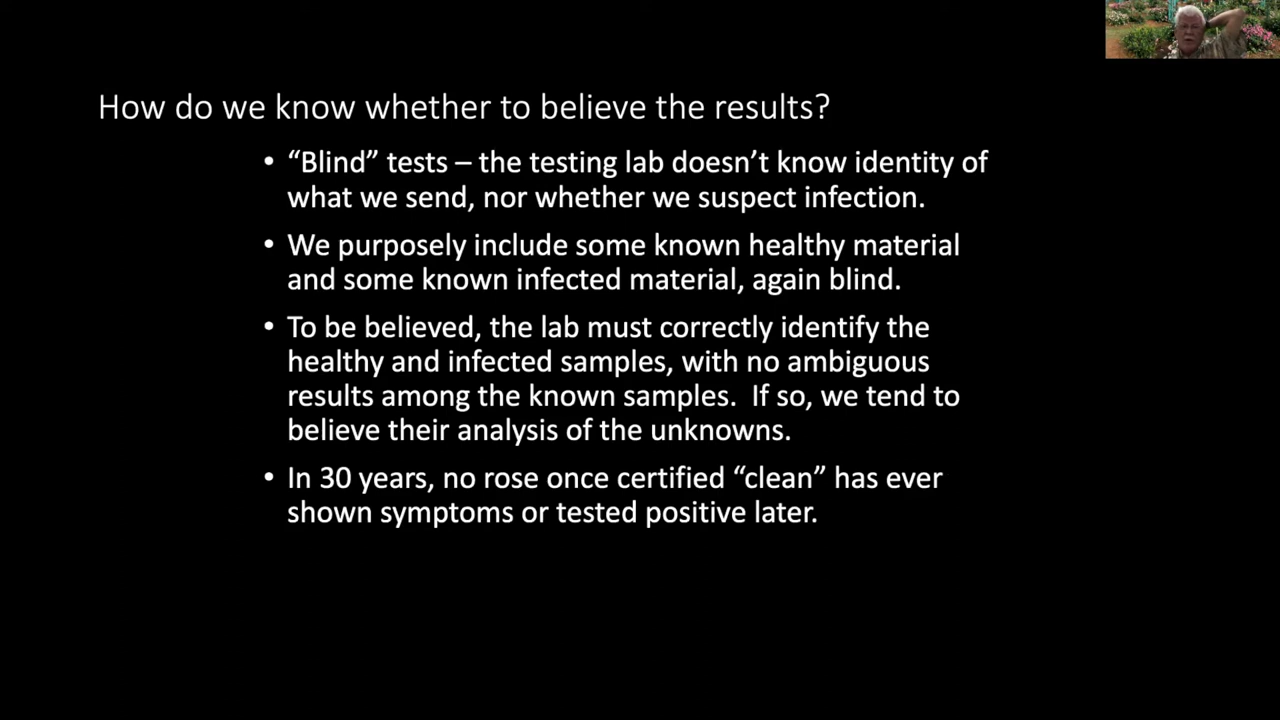 How do we know whether to believe the results?
• “Blind” tests – the testing lab doesn’t know identity of
what we send, nor whether we suspect infection.
• We purposely include some known healthy material
and some known infected material, again blind.
• To be believed, the lab must correctly identify the
healthy and infected samples, with no ambiguous
results among the known samples.  If so, we tend to
believe their analysis of the unknowns.
• In 30 years, no rose once certified “clean” has ever
shown symptoms or tested positive later.